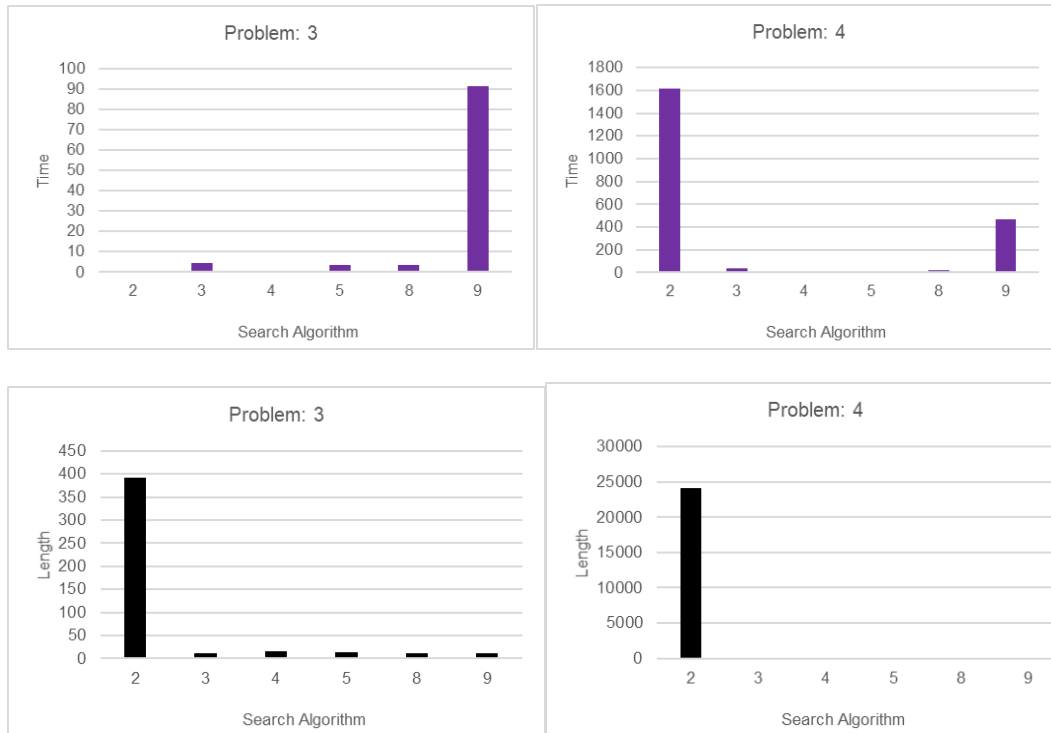 Problem: 3
100
90
80
70
60
50
40
30
20
10
0
Time
2 3 4 5 8 9
Search Algorithm
Problem: 4
1800
1600
1400
1200
1000
800
600
400
200
0
Time
2 3 4 5 8 9
Search Algorithm
Problem: 3
450
400
350
300
250
200
150
100
50
0
Length
2 3 4 5 8 9
Search Algorithm
Problem: 4
30000
25000
20000
15000
10000
5000
0
Length
2 3 4 5 8 9
Search Algorithm